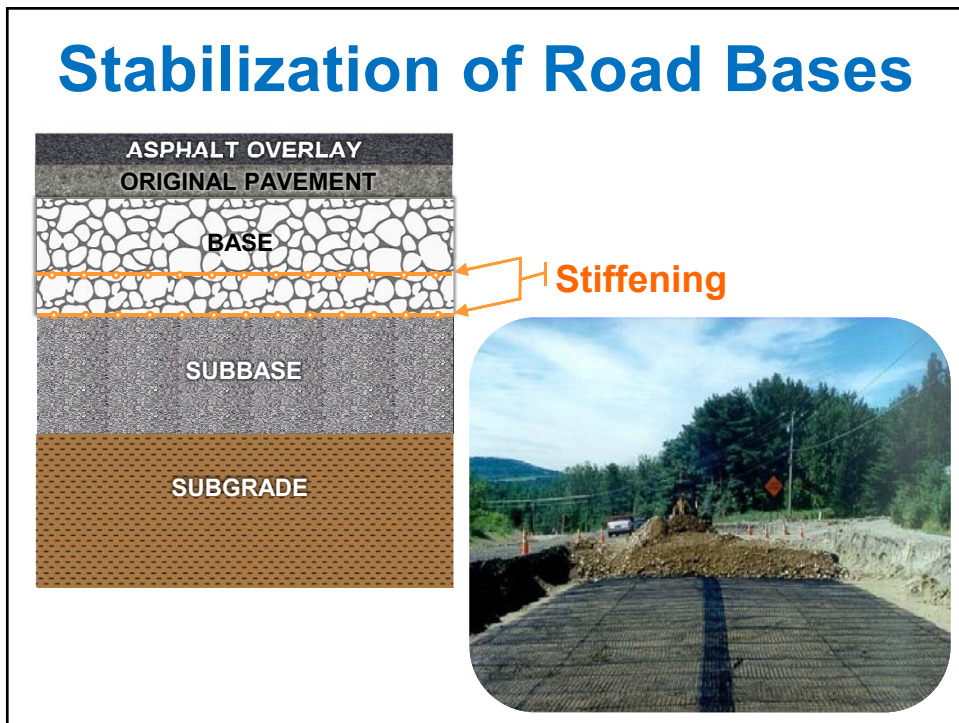 Stabilization of Road Bases
ASPHALT OVERLAY
ORIGINAL PAVEMENT
BASE
Stiffening
SUBBASE
SUBGRADE